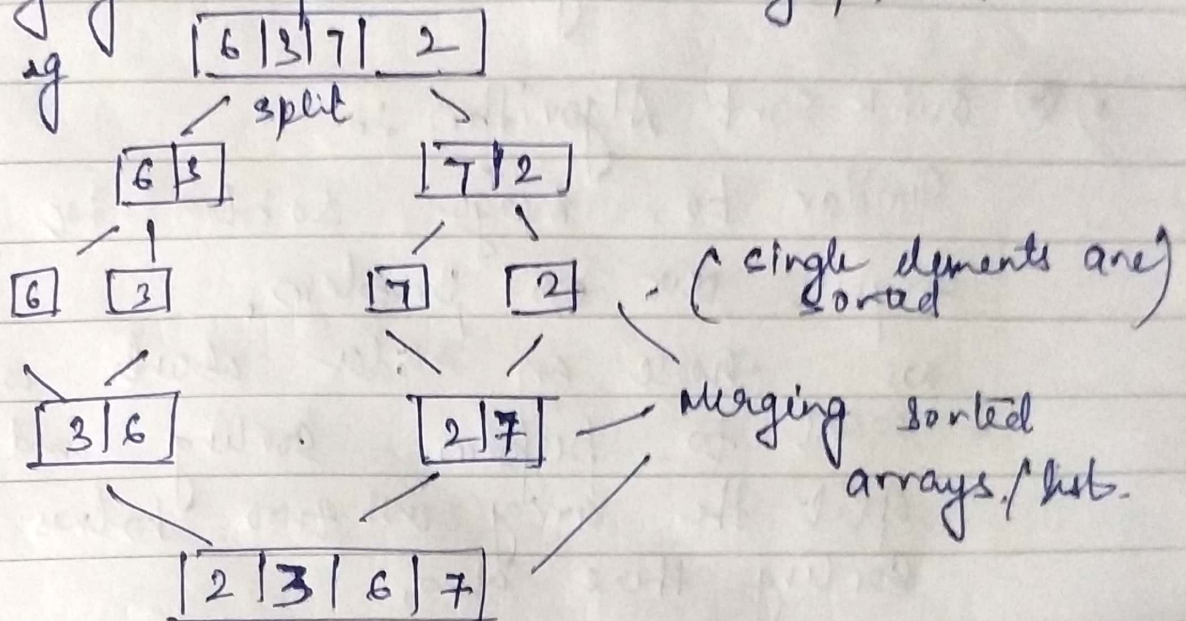 eg
6 | 3 | 7 | 2
split
6 | 3
7 | 2
6
3
7
2
(single elements are)
sorted
3 | 6
2 | 7
Merging sorted
arrays / list.
2 | 3 | 6 | 7